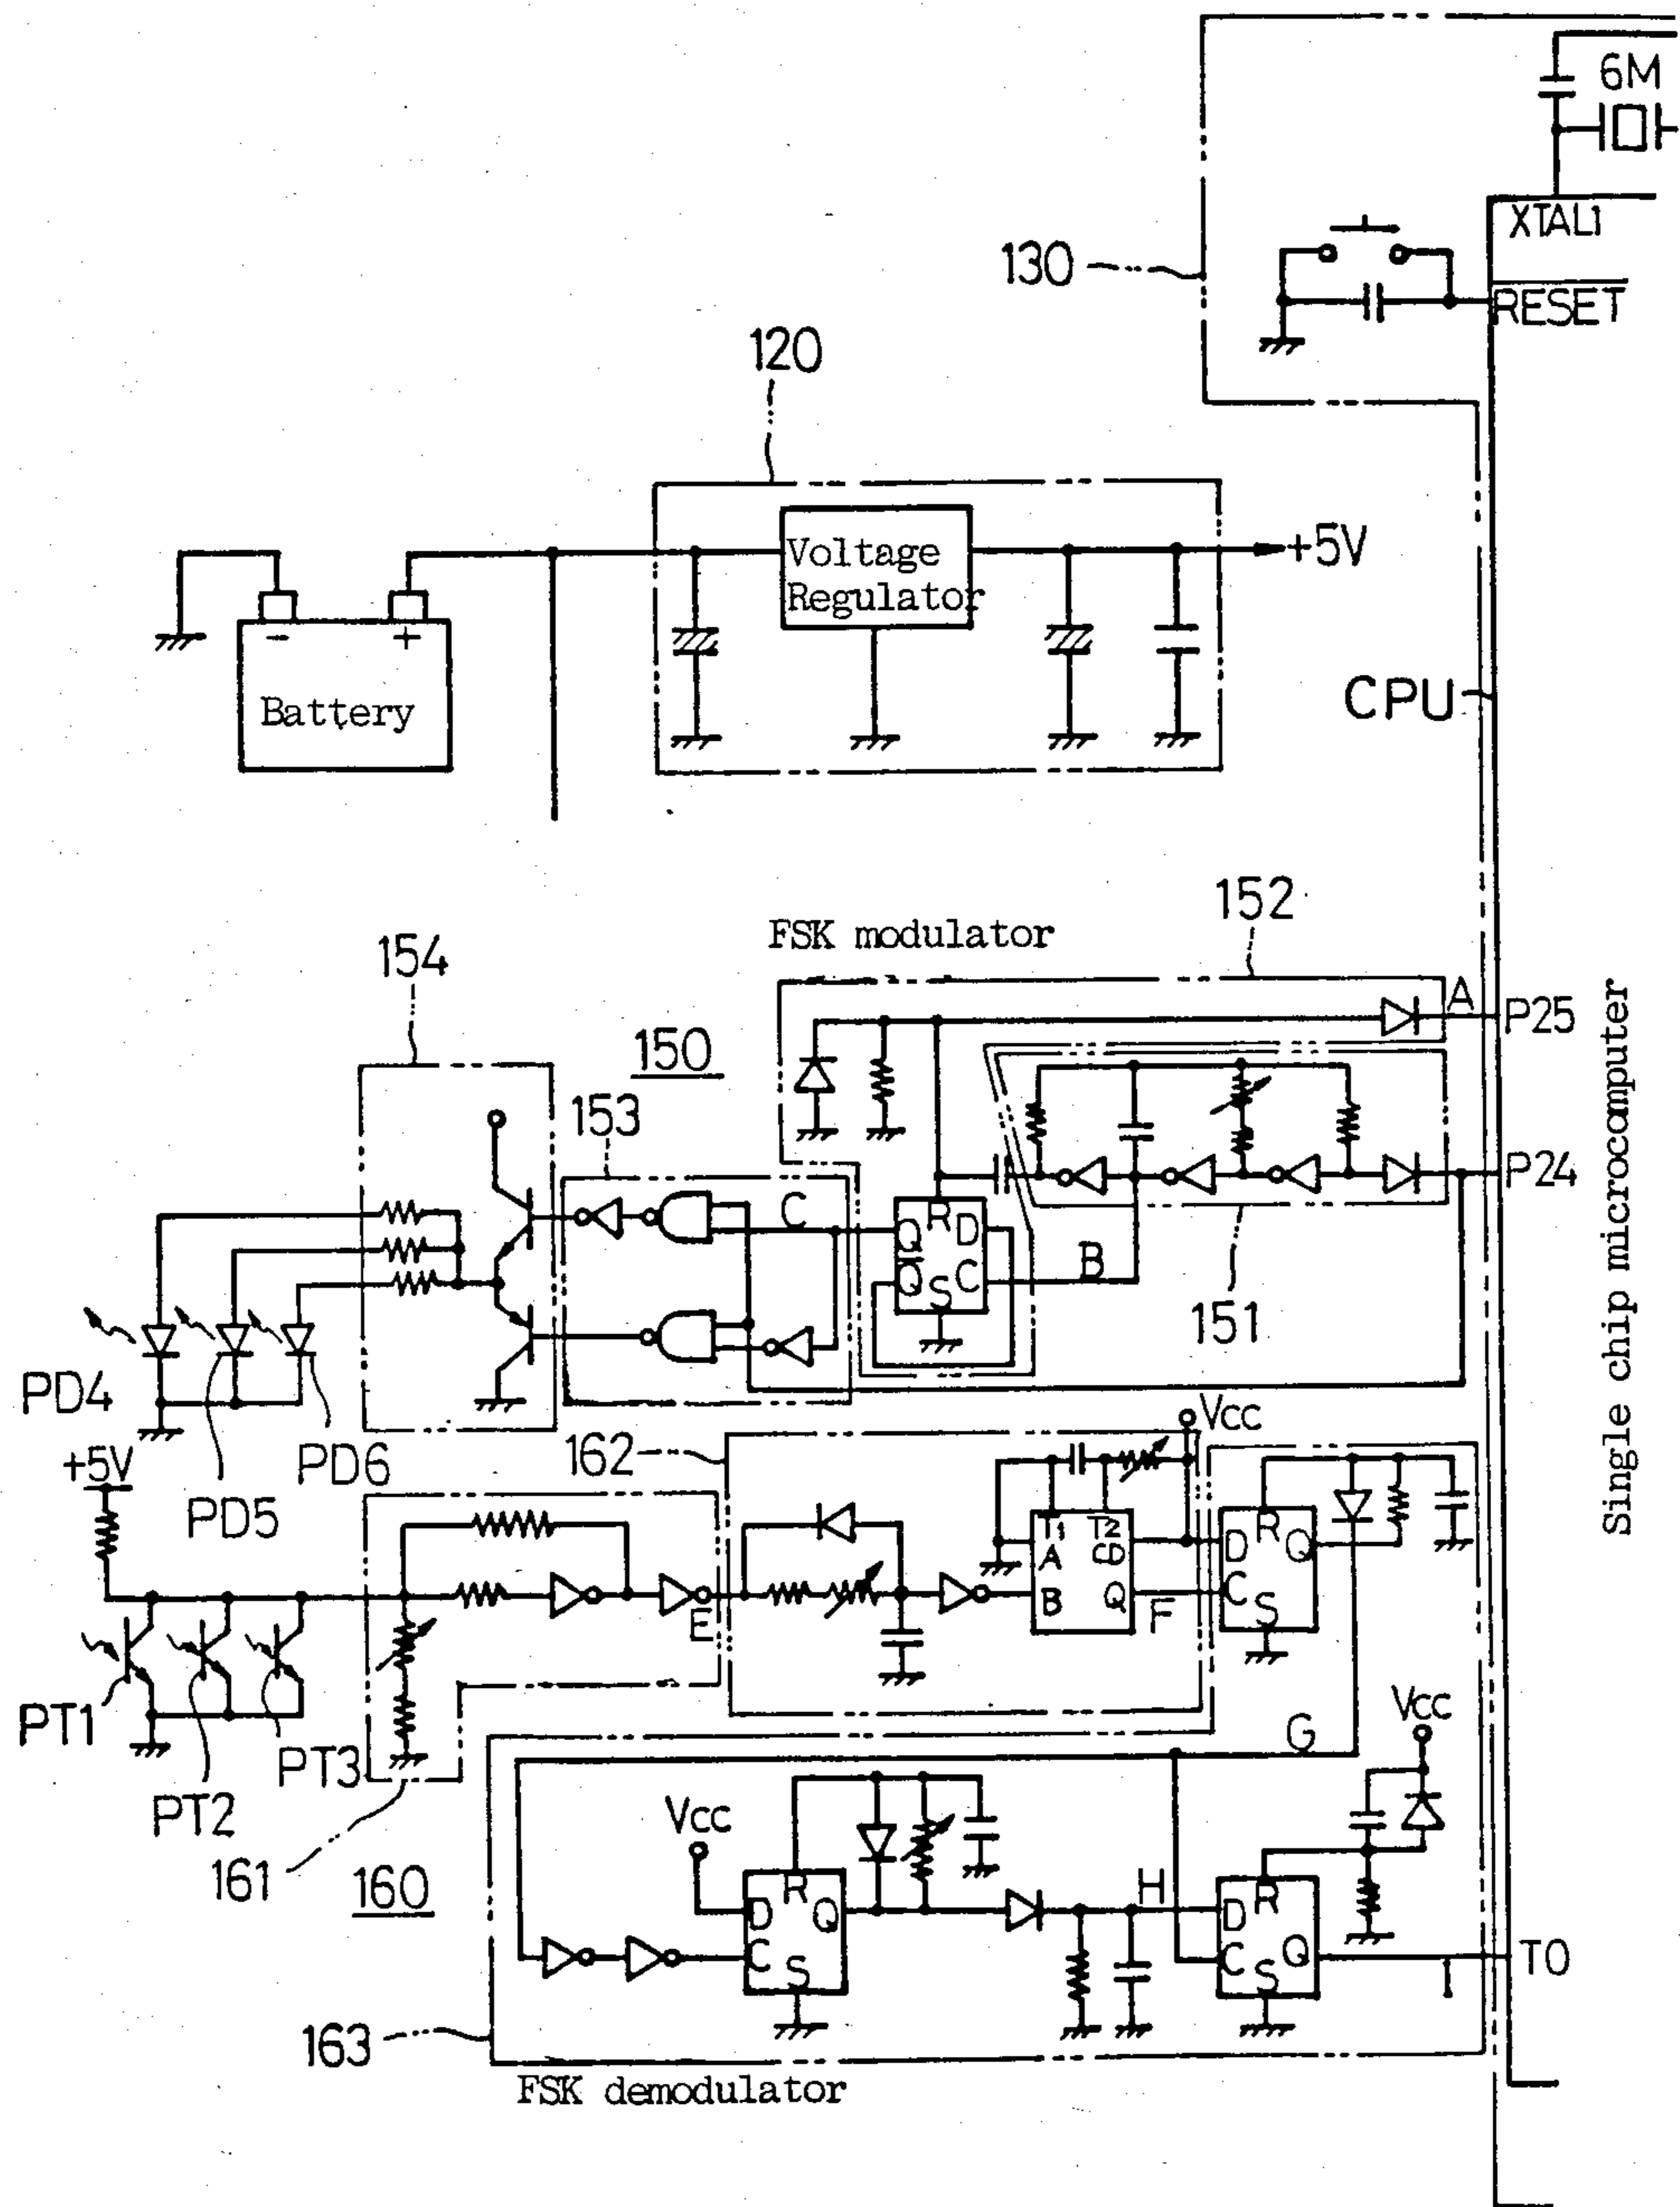 6M
XTAL1
130
RESET
120
Voltage
Regulator
+5V
- +
Battery
CPU
152
FSK modulator
154
A
P25
150
153
P24
C
Q R D
Q S C
B
151
PD4
PD5
PD6
Single chip microcomputer
Vcc
162
+5V
T1 T2
A CD
B Q
D R Q
C S
E
F
PT1
PT2
PT3
161
160
G
Vcc
Vcc
D R Q
C S
H
D R
C S Q
I
T0
163
FSK demodulator